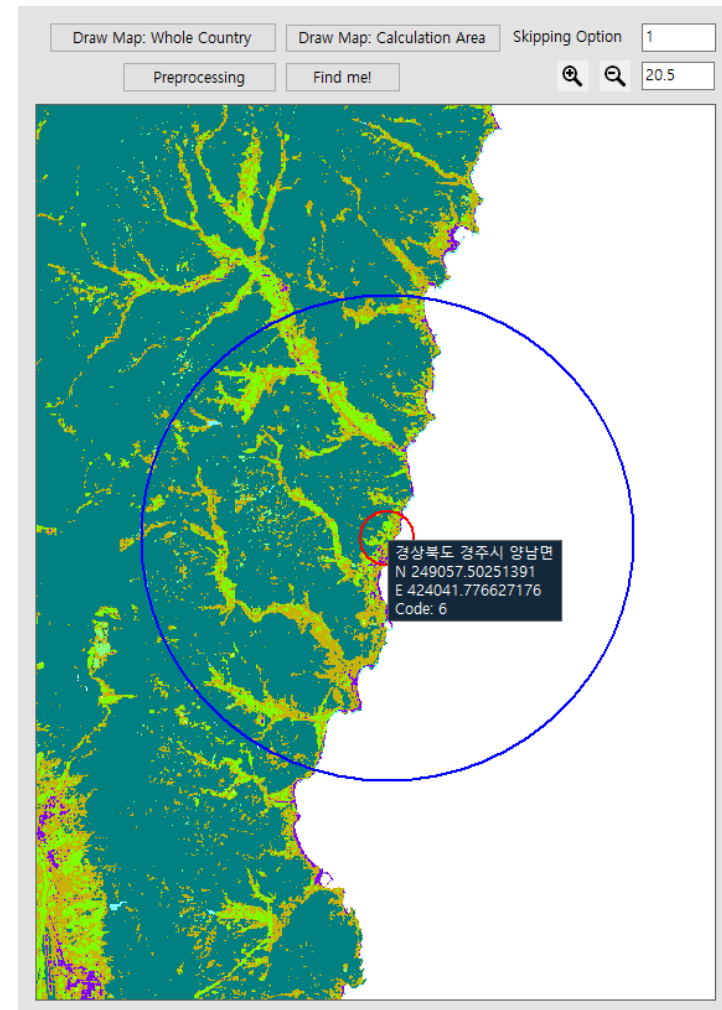 Draw Map: Whole Country
Draw Map: Calculation Area
Skipping Option
1
Preprocessing
Find me!
20.5
경상북도 경주시 양남면
N 249057.50251391
E 424041.776627176
Code: 6